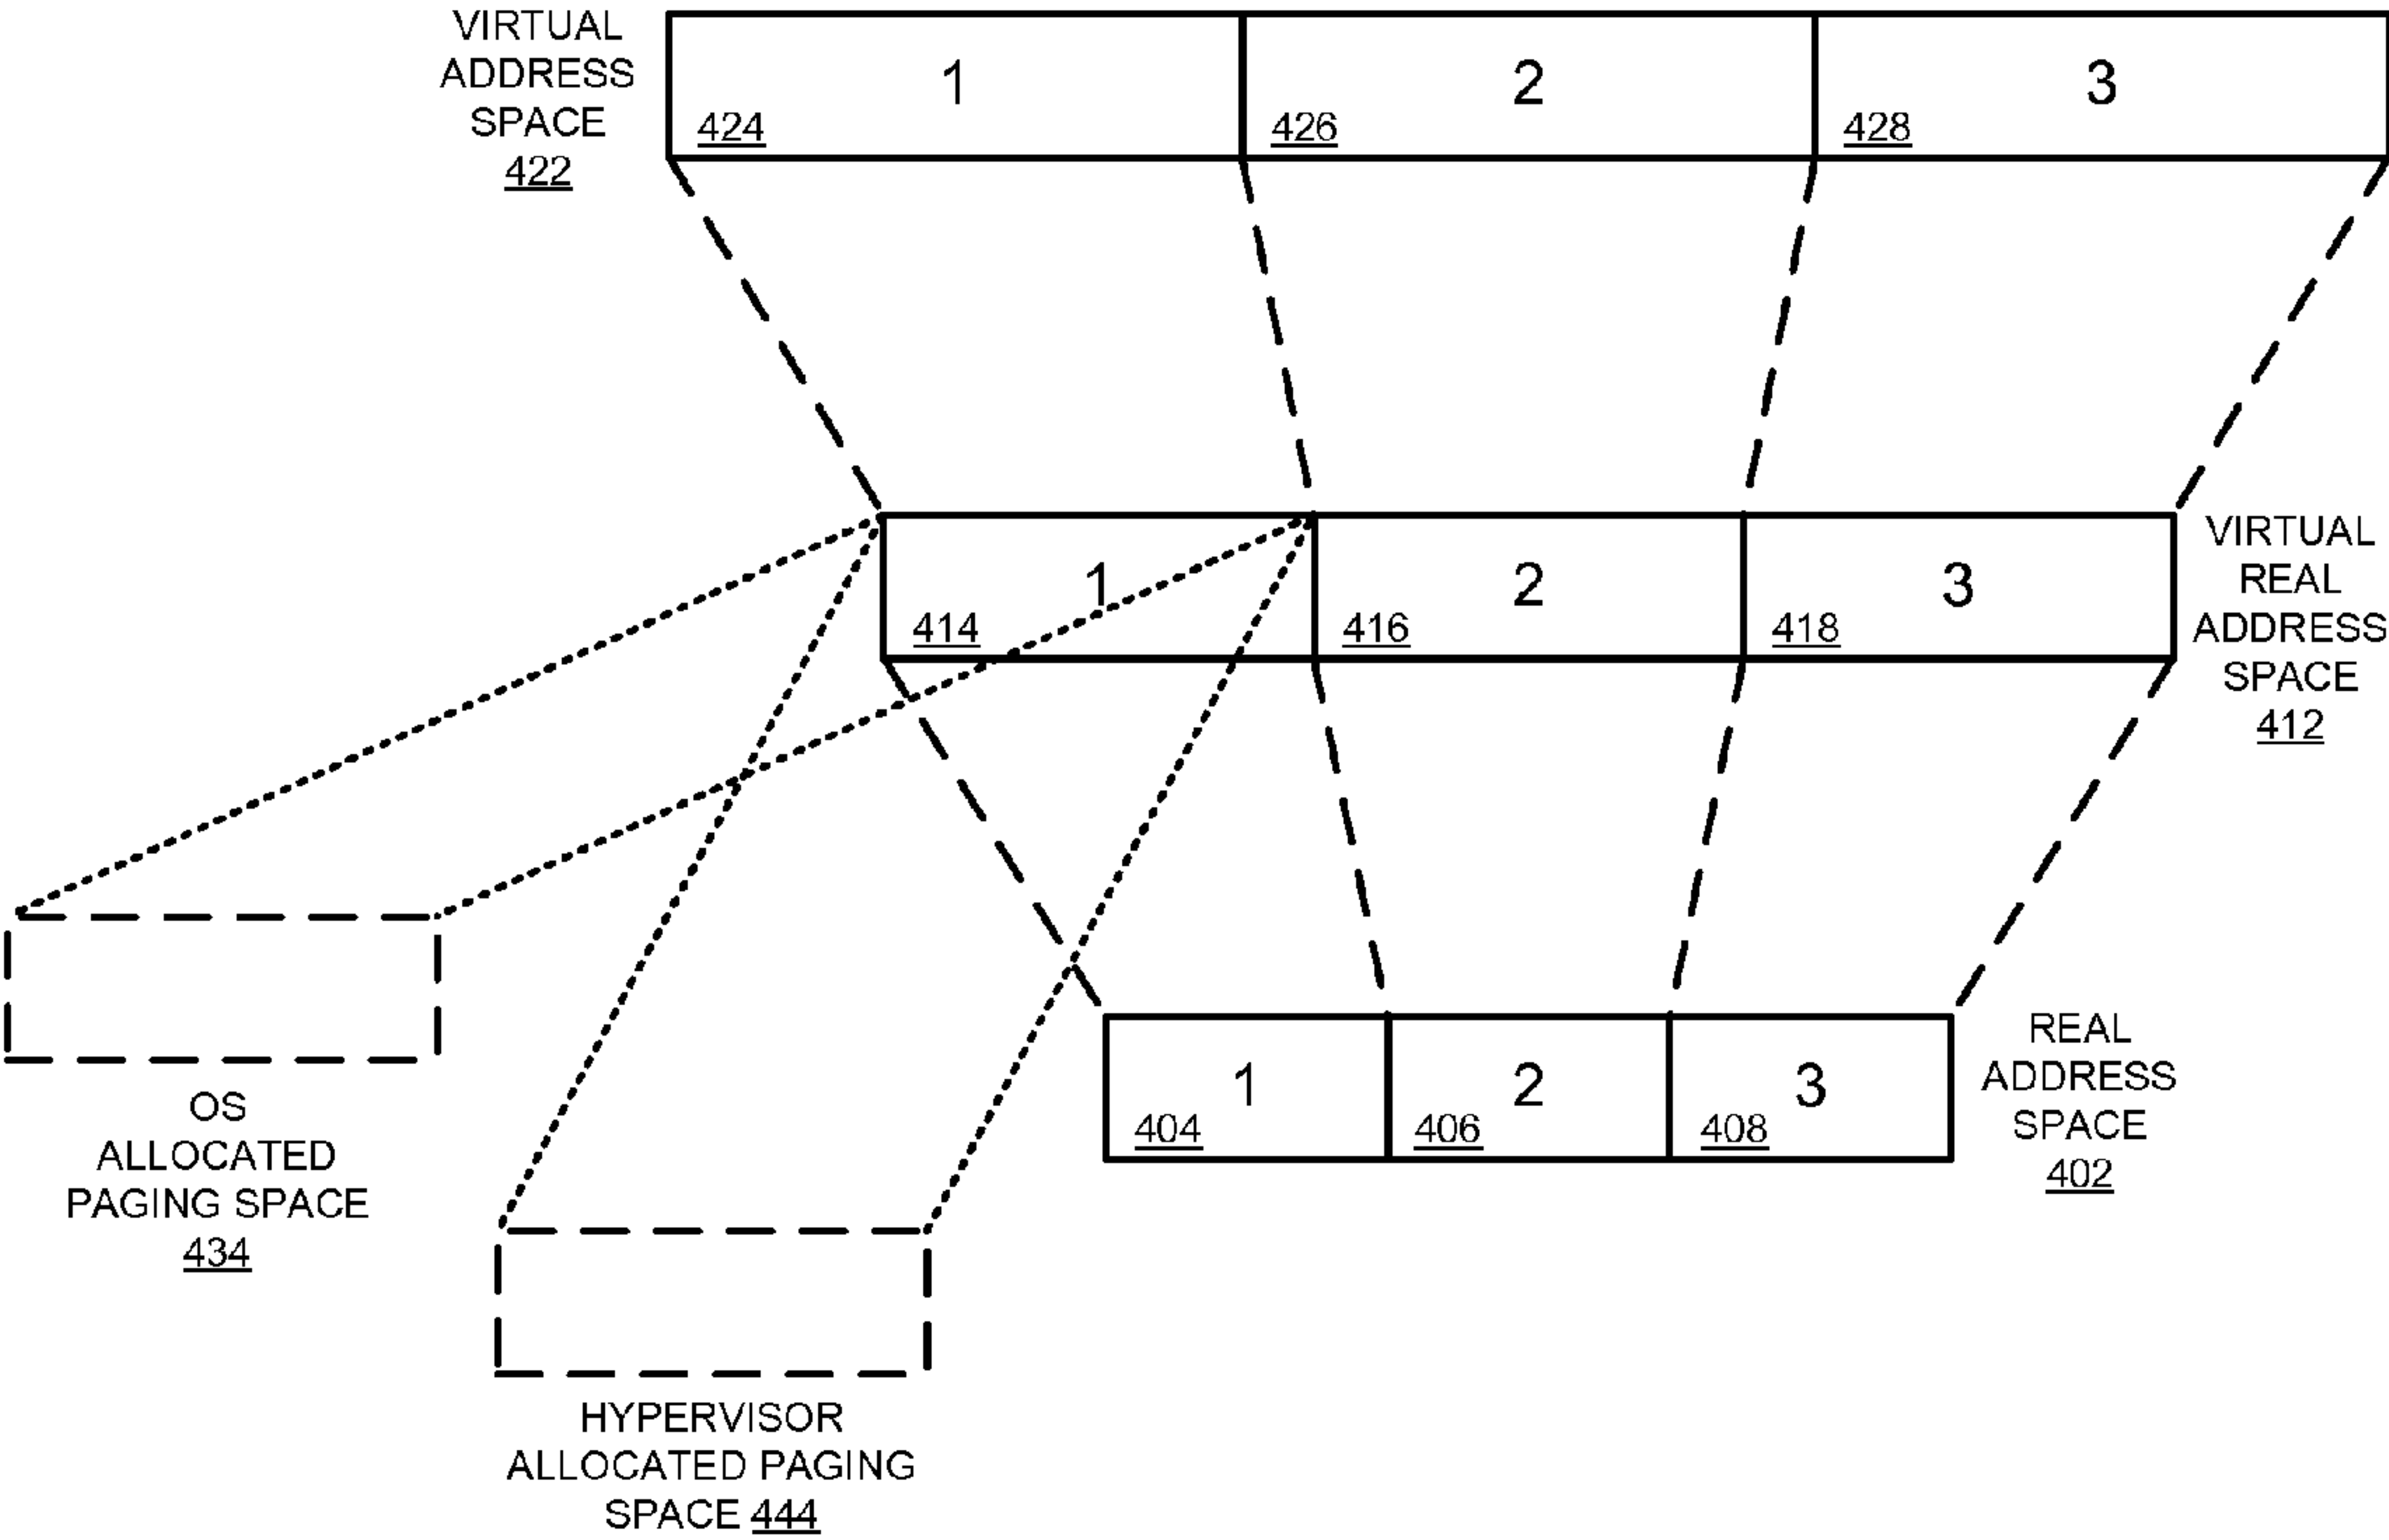 VIRTUAL
ADDRESS
SPACE
422
1
424
2
426
3
428
1
414
2
416
3
418
VIRTUAL
REAL
ADDRESS
SPACE
412
1
404
2
406
3
408
REAL
ADDRESS
SPACE
402
OS
ALLOCATED
PAGING SPACE
434
HYPERVISOR
ALLOCATED PAGING
SPACE 444